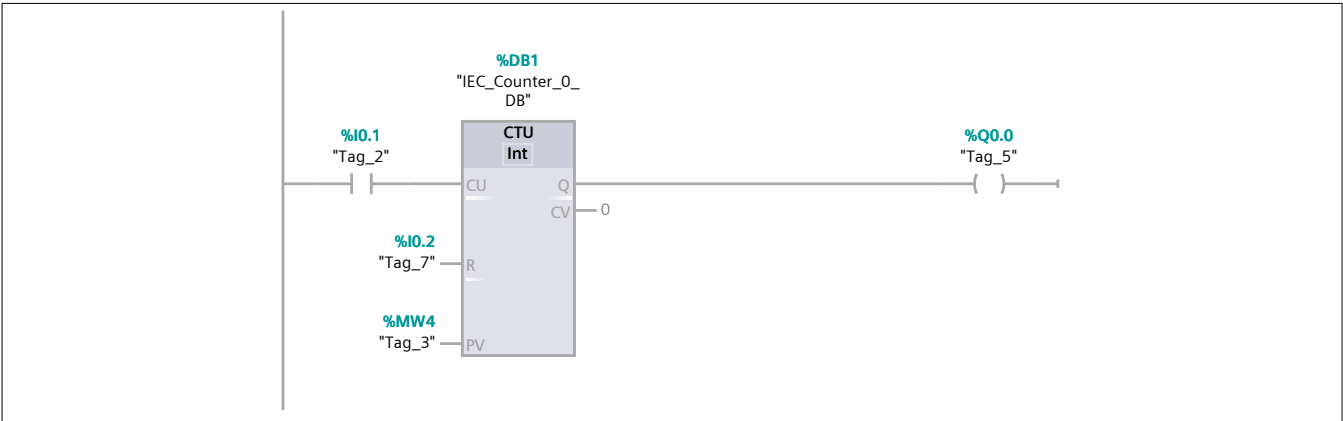 %DB1
"IEC_Counter_0_
DB"
CTU
Int
%I0.1
"Tag_2"
%Q0.0
"Tag_5"
CU
Q
CV
0
%I0.2
"Tag_7"
R
%MW4
"Tag_3"
PV